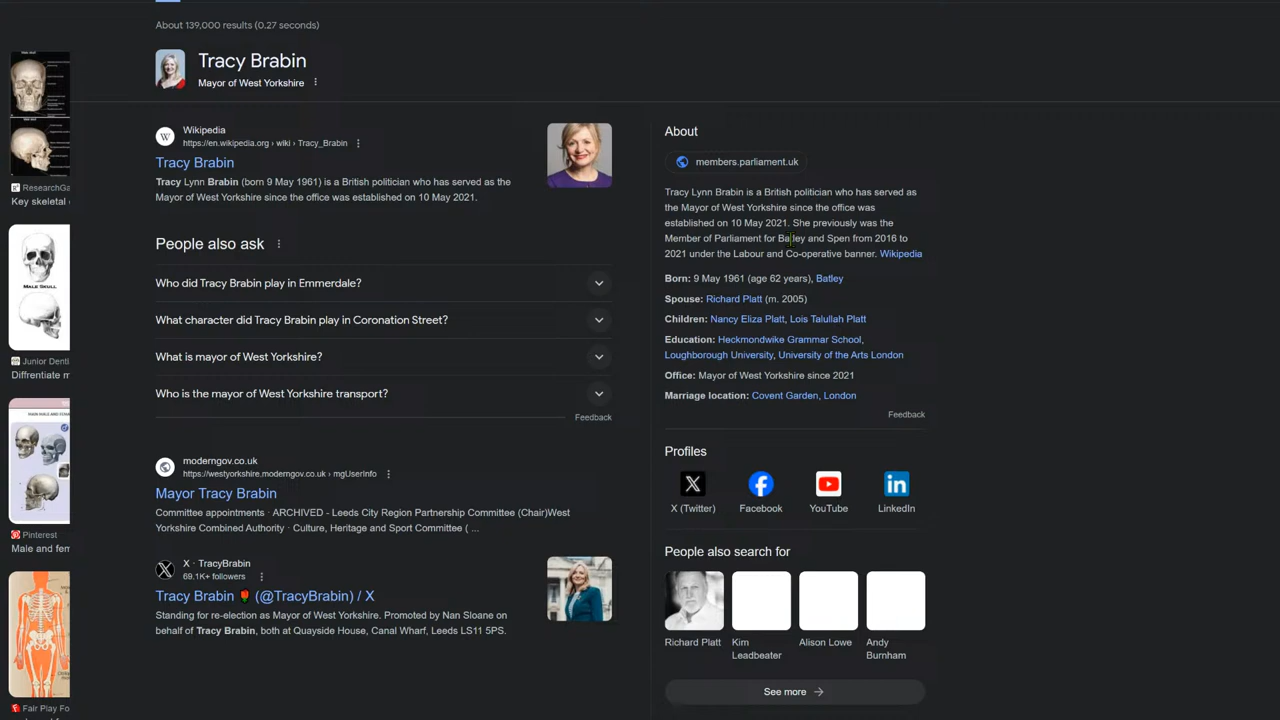 About 139,000 results (0.27 seconds)
Tracy Brabin
Mayor of West Yorkshire
Wikipedia
https://en.wikipedia.org › wiki › Tracy_Brabin
Tracy Brabin
Tracy Lynn Brabin (born 9 May 1961) is a British politician who has served as the
Mayor of West Yorkshire since the office was established on 10 May 2021.
People also ask
Who did Tracy Brabin play in Emmerdale?
What character did Tracy Brabin play in Coronation Street?
What is mayor of West Yorkshire?
Who is the mayor of West Yorkshire transport?
Feedback
moderngov.co.uk
https://westyorkshire.moderngov.co.uk › mgUserInfo
Mayor Tracy Brabin
Committee appointments · ARCHIVED - Leeds City Region Partnership Committee (Chair)West
Yorkshire Combined Authority · Culture, Heritage and Sport Committee ( ...
X · TracyBrabin
69.1K+ followers
Tracy Brabin 🌹 (@TracyBrabin) / X
Standing for re-election as Mayor of West Yorkshire. Promoted by Nan Sloane on
behalf of Tracy Brabin, both at Quayside House, Canal Wharf, Leeds LS11 5PS.
About
members.parliament.uk
Tracy Lynn Brabin is a British politician who has served as
the Mayor of West Yorkshire since the office was
established on 10 May 2021. She previously was the
Member of Parliament for Batley and Spen from 2016 to
2021 under the Labour and Co-operative banner. Wikipedia
Born: 9 May 1961 (age 62 years), Batley
Spouse: Richard Platt (m. 2005)
Children: Nancy Eliza Platt, Lois Talullah Platt
Education: Heckmondwike Grammar School,
Loughborough University, University of the Arts London
Office: Mayor of West Yorkshire since 2021
Marriage location: Covent Garden, London
Feedback
Profiles
X (Twitter)
Facebook
YouTube
LinkedIn
People also search for
Richard Platt
Kim
Leadbeater
Alison Lowe
Andy
Burnham
See more
ResearchGa
Key skeletal
MALE SKULL
Junior Denti
Diffrentiate m
Pinterest
Male and fem
Fair Play Fo